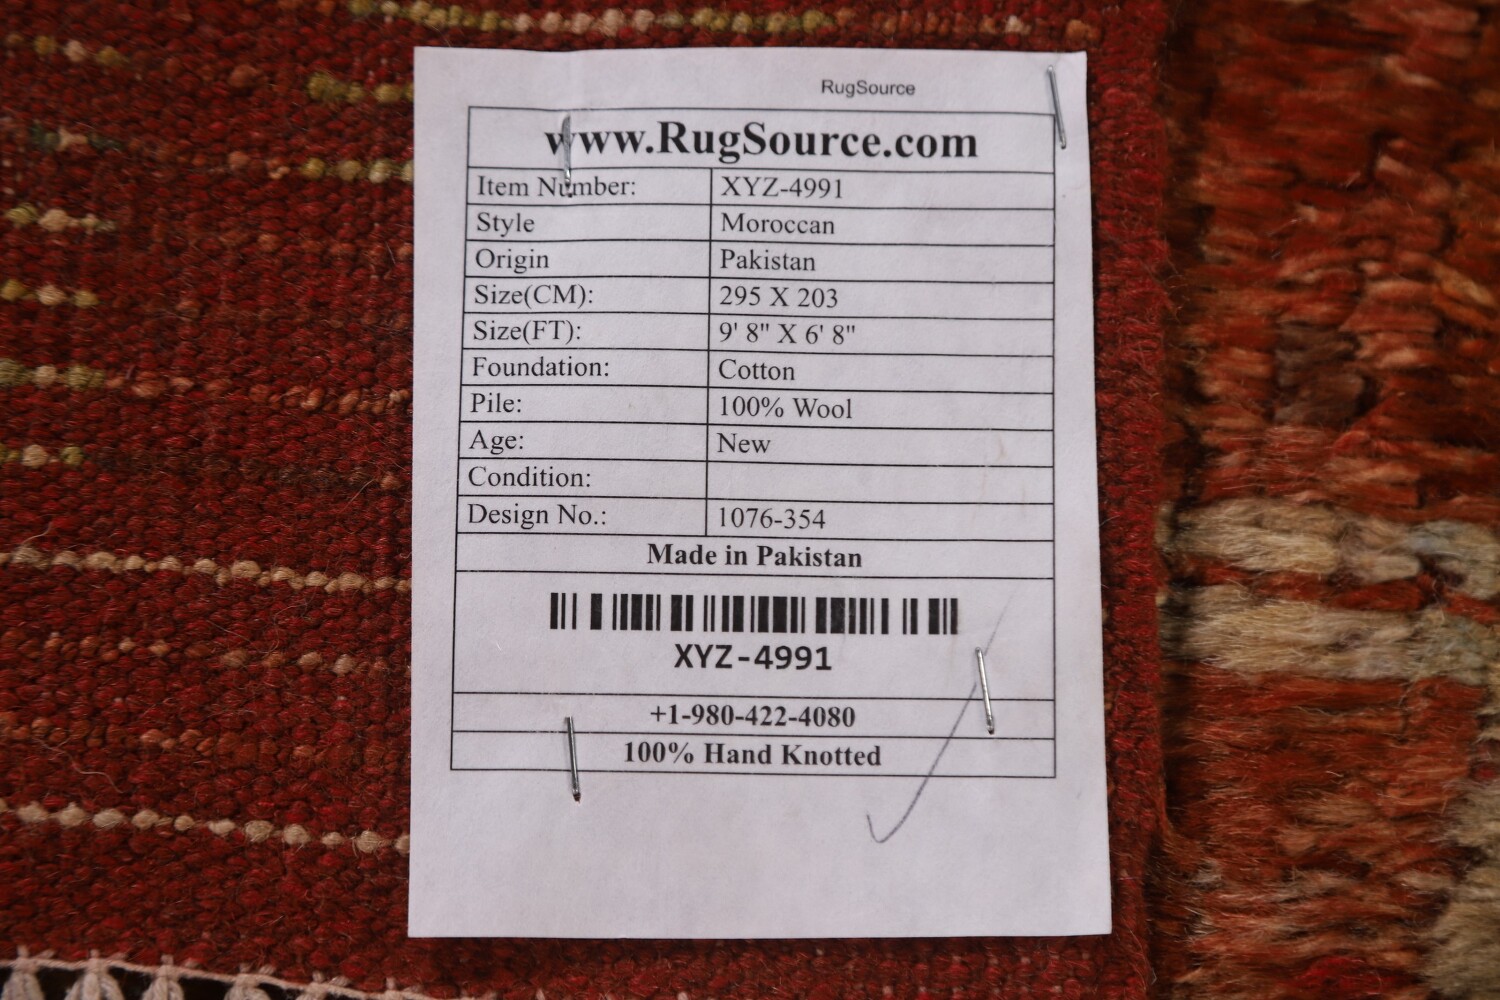 RugSource
www.RugSource.com
Item Number: XYZ-4991
Style Moroccan
Origin Pakistan
Size(CM): 295 X 203
Size(FT): 9' 8" X 6' 8"
Foundation: Cotton
Pile: 100% Wool
Age: New
Condition:
Design No.: 1076-354
Made in Pakistan
XYZ-4991
+1-980-422-4080
100% Hand Knotted